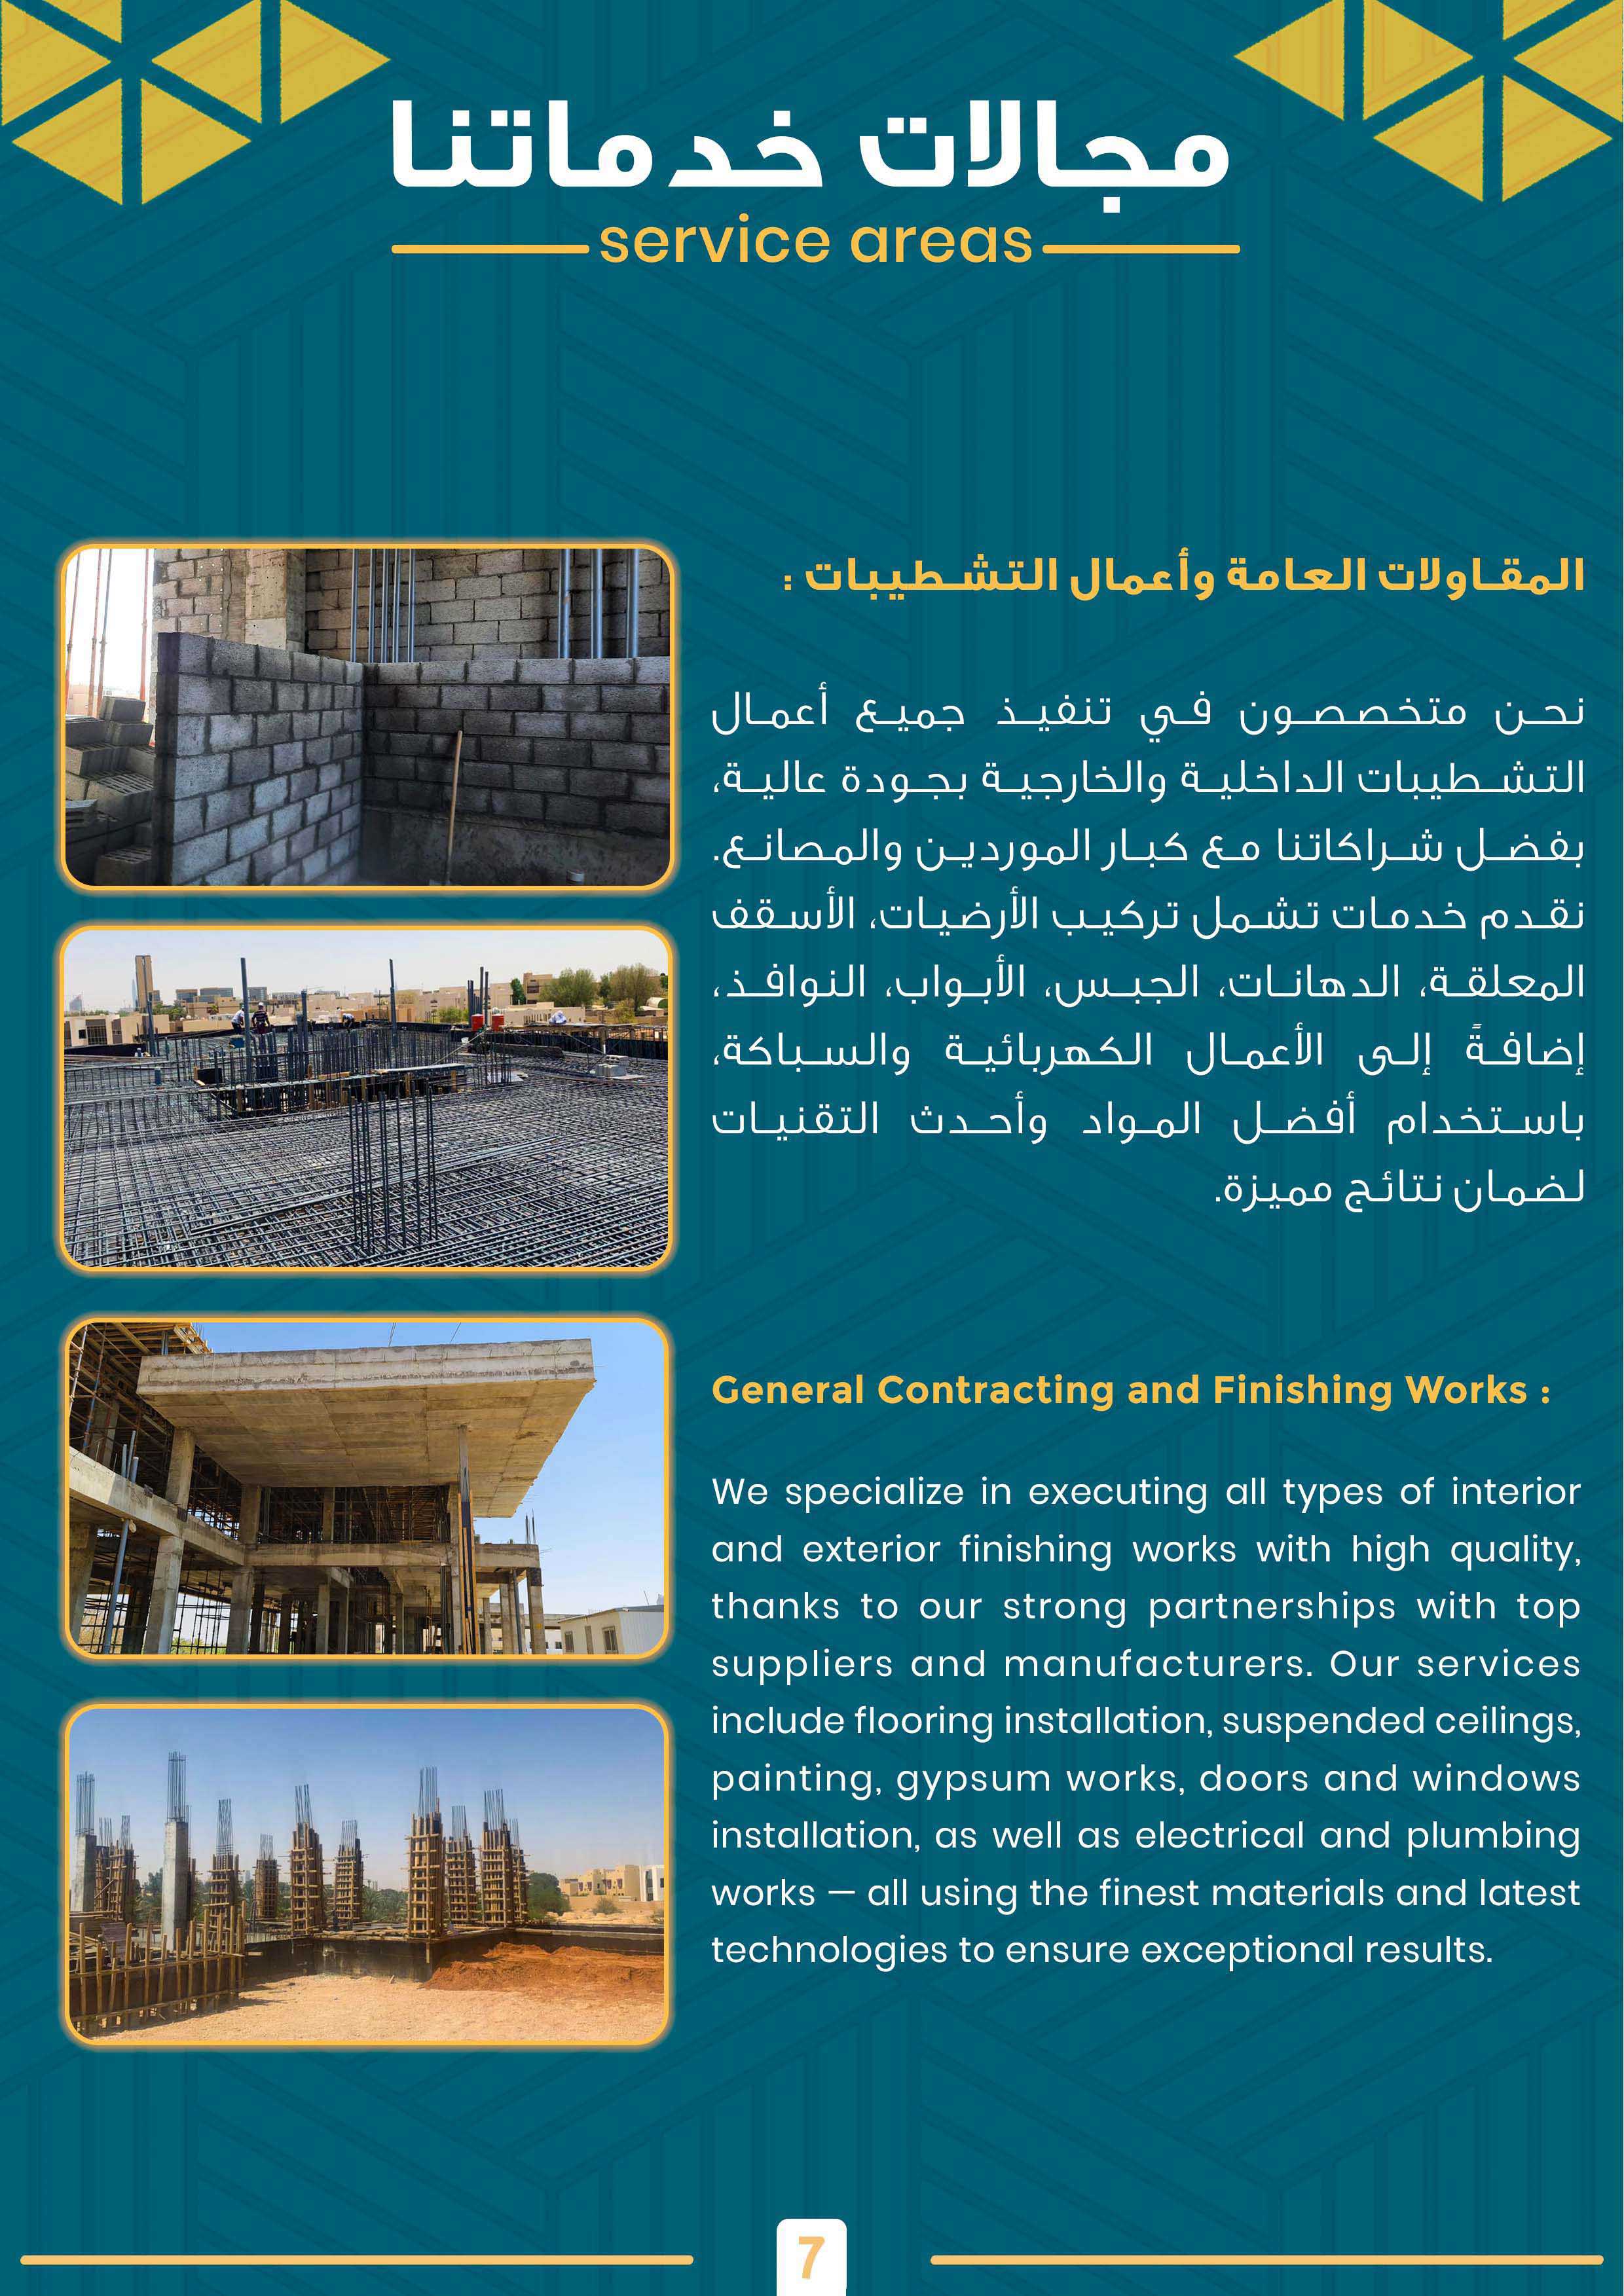 مجالات خدماتنا
service areas
المقاولات العامة وأعمال التشطيبات :
نحن متخصصون في تنفيذ جميع أعمال
التشطيبات الداخلية والخارجية بجودة عالية،
بفضل شراكاتنا مع كبار الموردين والمصانع.
نقدم خدمات تشمل تركيب الأرضيات، الأسقف
المعلقة، الدهانات، الجبس، الأبواب، النوافذ،
إضافةً إلى الأعمال الكهربائية والسباكة،
باستخدام أفضل المواد وأحدث التقنيات
لضمان نتائج مميزة.
General Contracting and Finishing Works :
We specialize in executing all types of interior
and exterior finishing works with high quality,
thanks to our strong partnerships with top
suppliers and manufacturers. Our services
include flooring installation, suspended ceilings,
painting, gypsum works, doors and windows
installation, as well as electrical and plumbing
works — all using the finest materials and latest
technologies to ensure exceptional results.
7